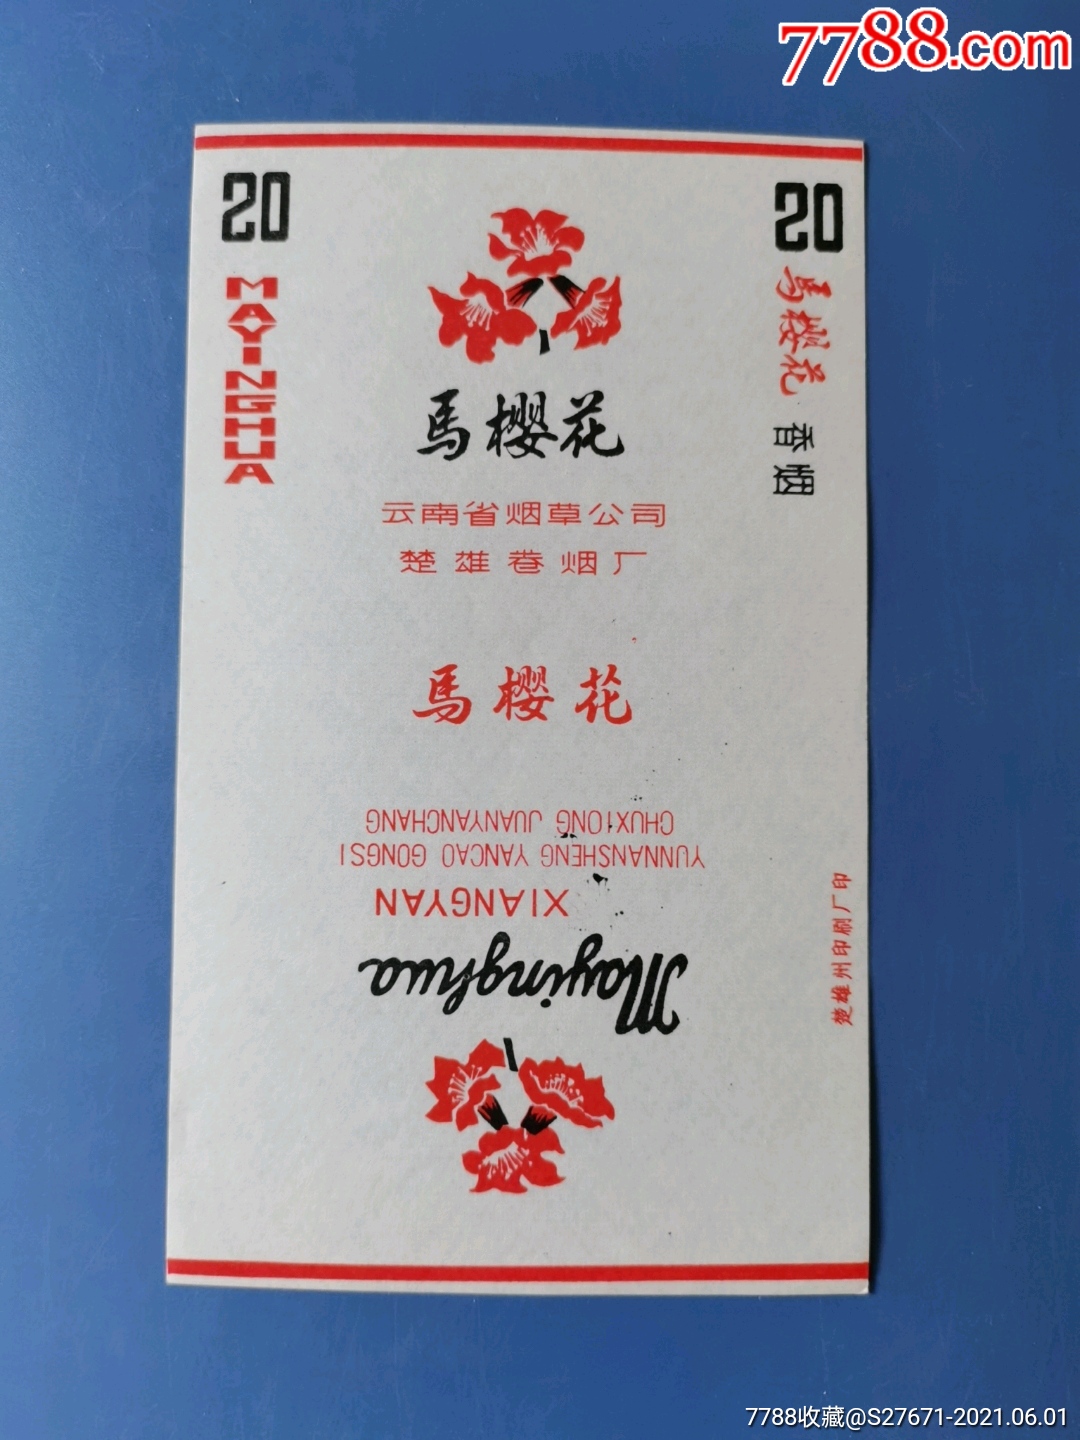 7788.com
20
MAYINGHUA
20
馬櫻花
香烟
馬櫻花
云南省烟草公司
楚雄卷烟厂
馬櫻花
Mayinghua
XIANGYAN
YUNNANSHENG YANCAO GONGSI
CHUXIONG JUANYANCHANG
楚雄州印刷厂印
7788收藏@S27671-2021.06.01